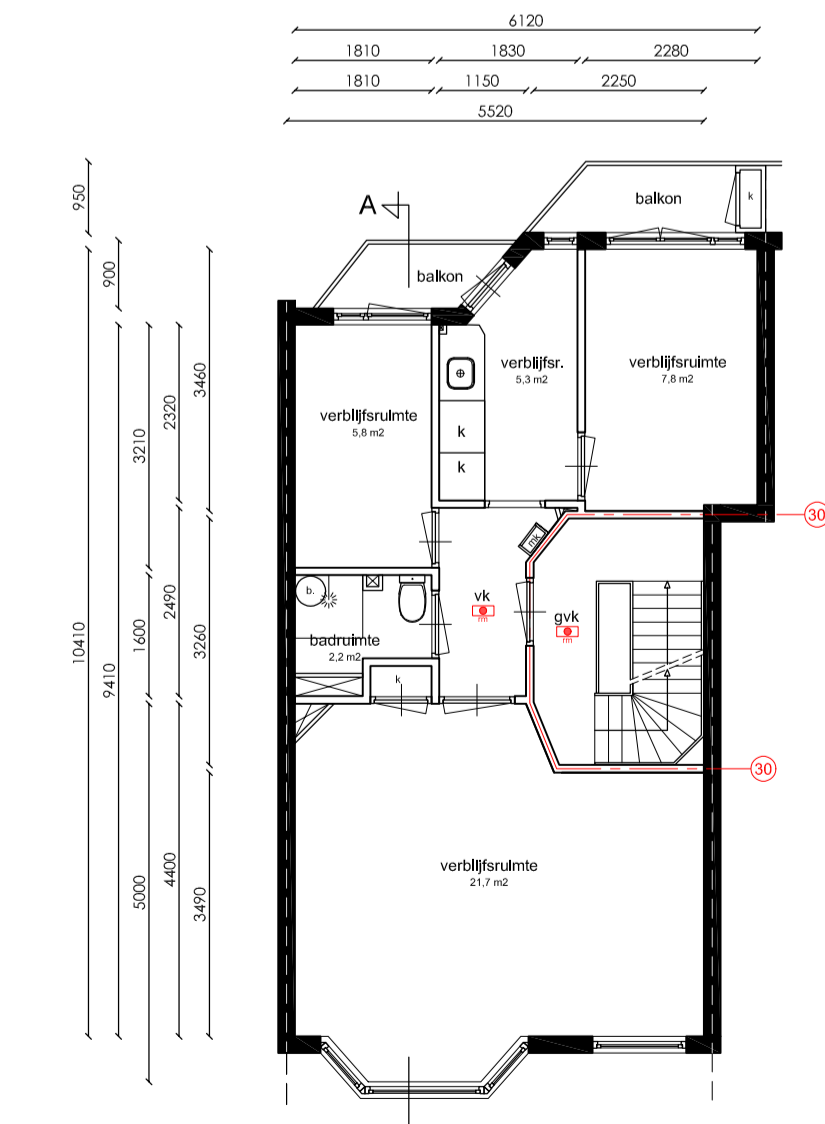 6120
1810 1830 2280
1810 1150 2250
5520
950
A
balkon
k
900
balkon
verblijfsr.
5,3 m2
verblijfsruimte
7,8 m2
verblijfsruimte
5,8 m2
3460
2320
3210
k
k
30
mk
b.
vk
rm
gvk
rm
badruimte
2,2 m2
k
2490
1600
3260
10410
9410
30
verblijfsruimte
21,7 m2
5000
4400
3490